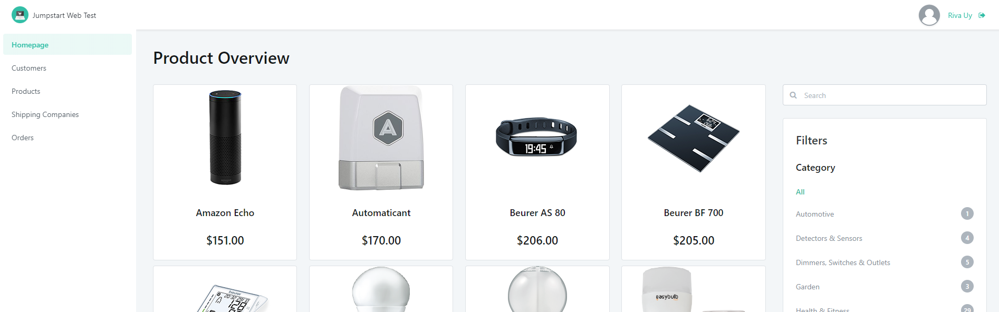 Jumpstart Web Test
Riva Uy
Homepage
Customers
Products
Shipping Companies
Orders
Product Overview
A
19:45
Amazon Echo
$151.00
Automaticant
$170.00
Beurer AS 80
$206.00
Beurer BF 700
$205.00
beurer
easybulb
Search
Filters
Category
All
Automotive 1
Detectors & Sensors 4
Dimmers, Switches & Outlets 5
Garden 3
Health & Fitness 29